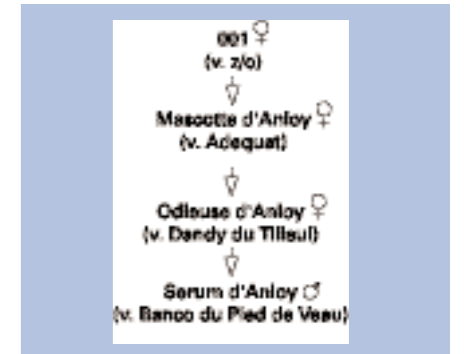 001 ♀
(v. z/o)
Mascotte d'Anloy ♀
(v. Adequat)
Odieuse d'Anloy ♀
(v. Dandy du Tilleul)
Serum d'Anloy ♂
(v. Banco du Pied de Veau)